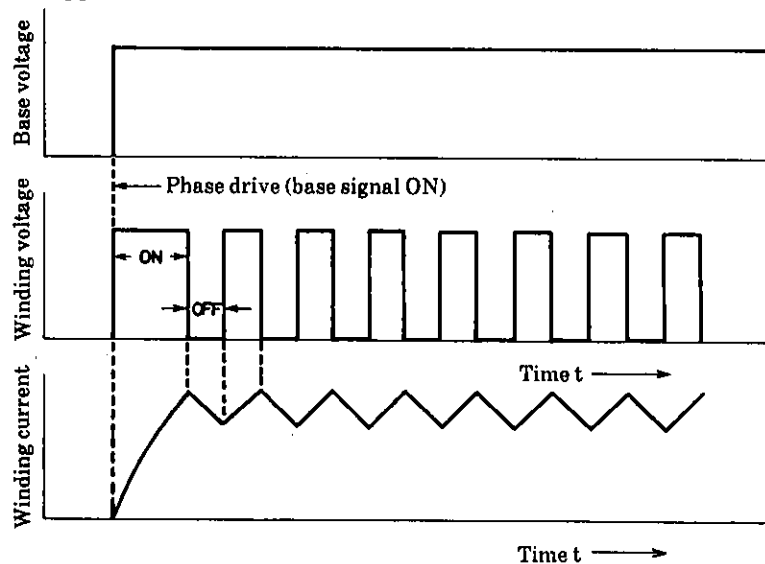 Base voltage
Phase drive (base signal ON)
Winding voltage
ON
OFF
Time t
Winding current
Time t